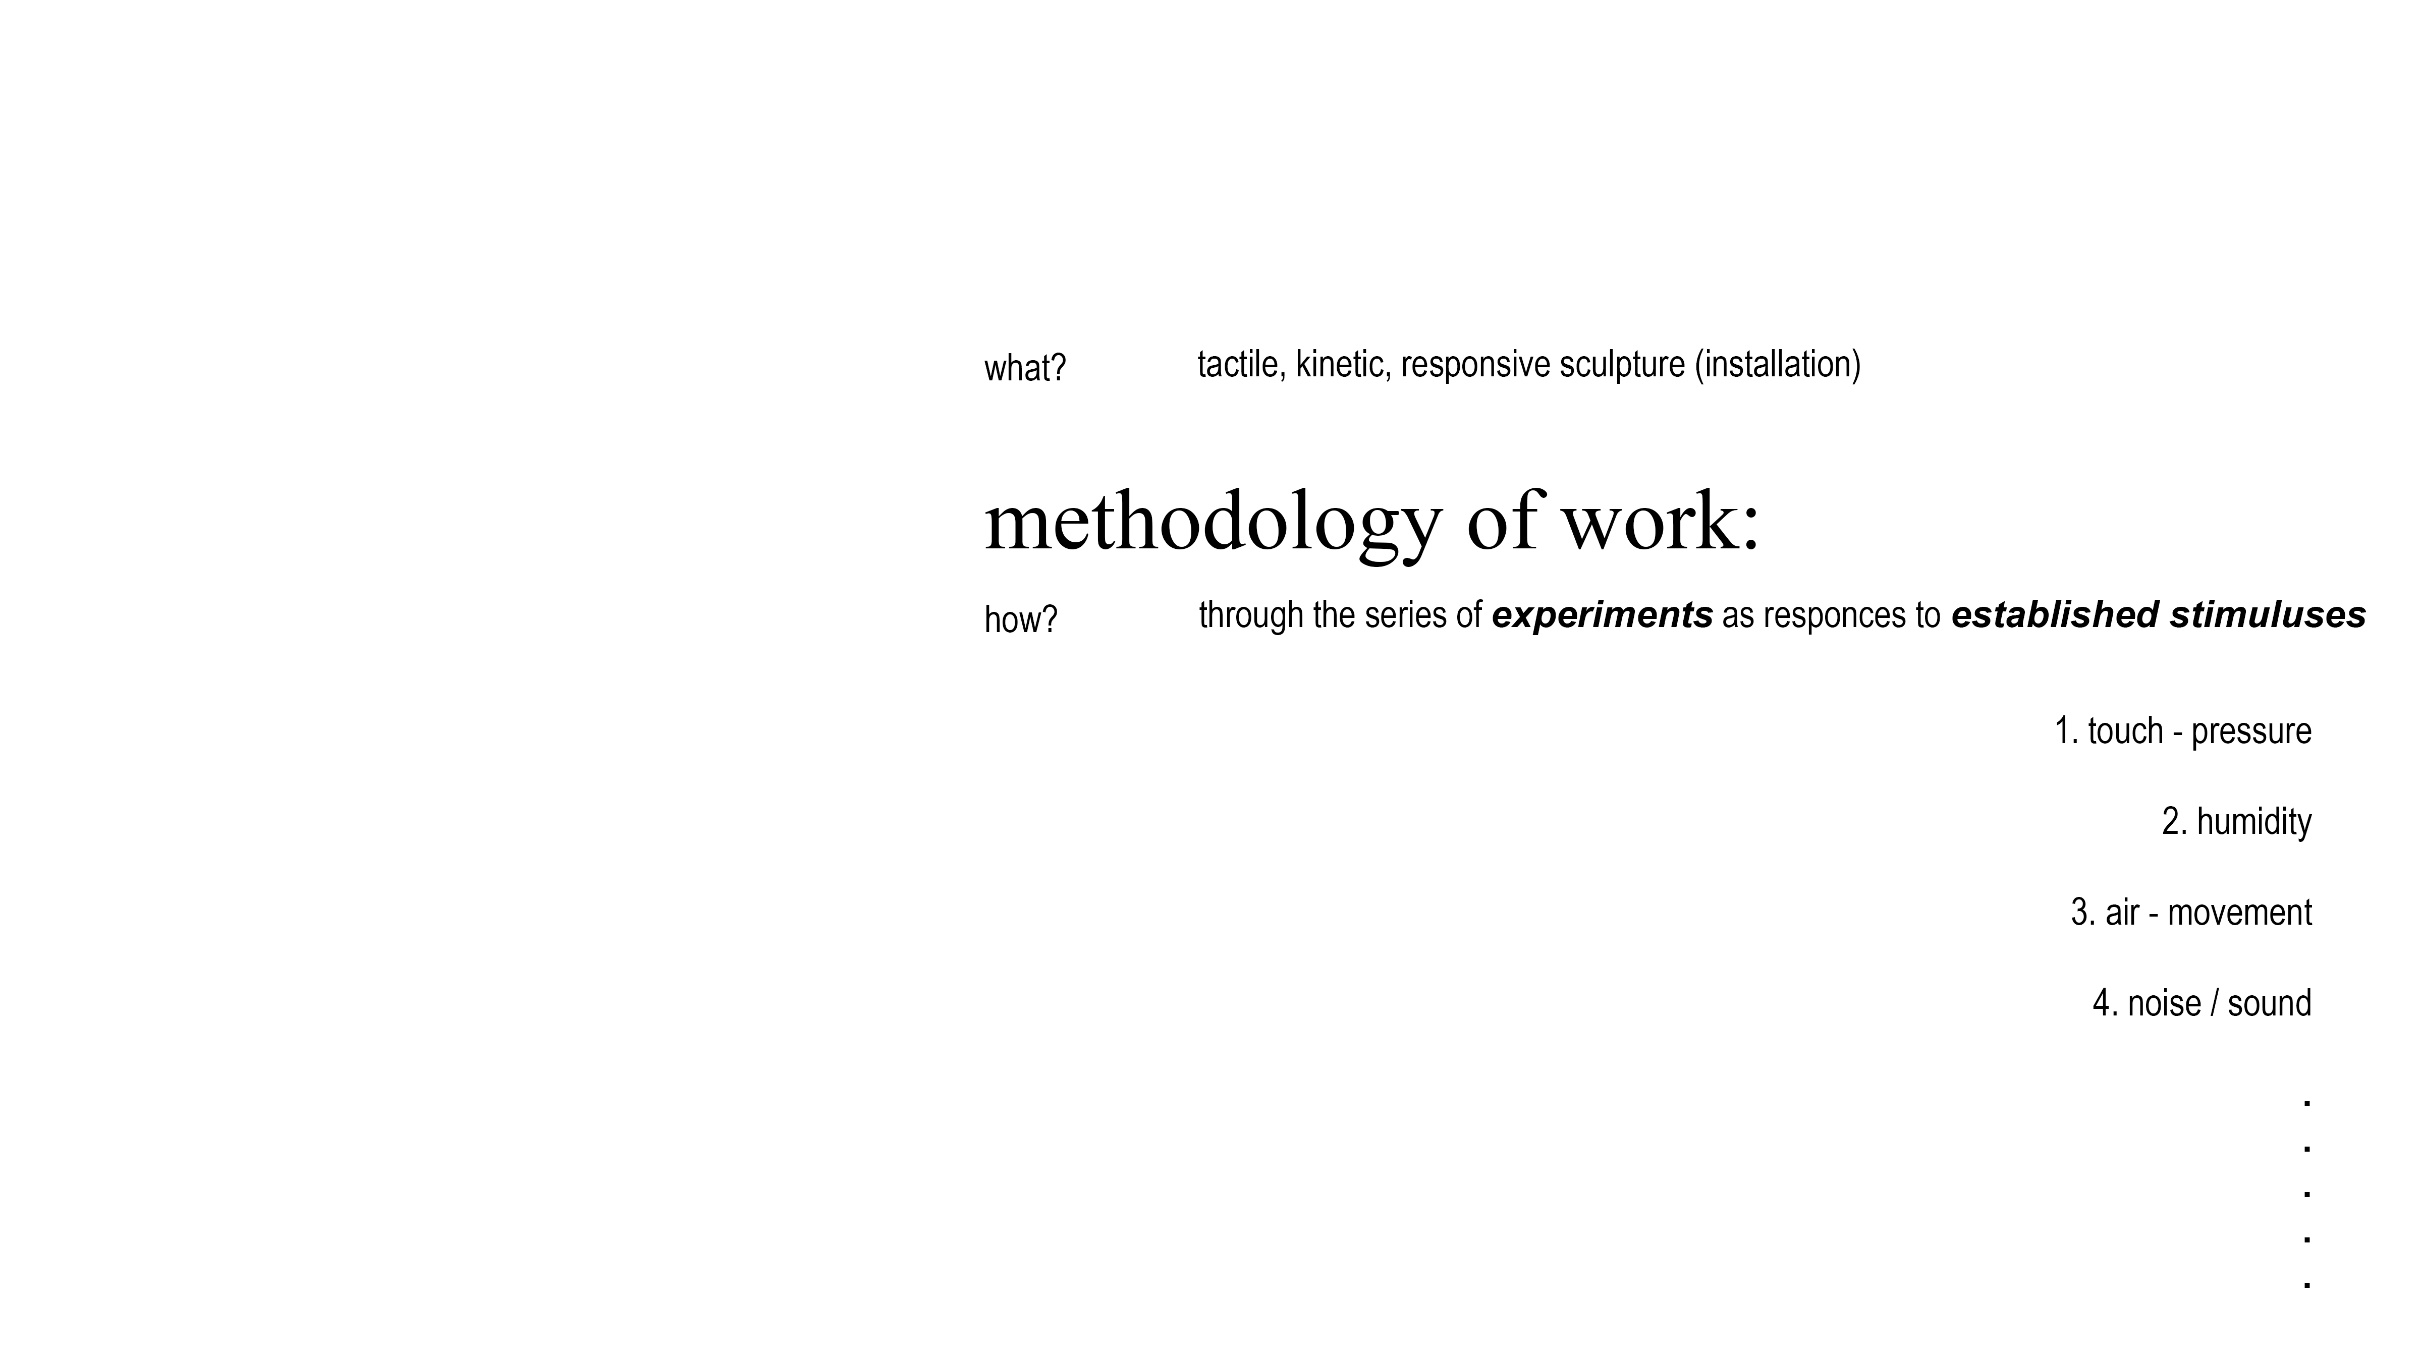 what? tactile, kinetic, responsive sculpture (installation)
methodology of work:
how? through the series of experiments as responces to established stimuluses
1. touch - pressure
2. humidity
3. air - movement
4. noise / sound
.
.
.
.
.